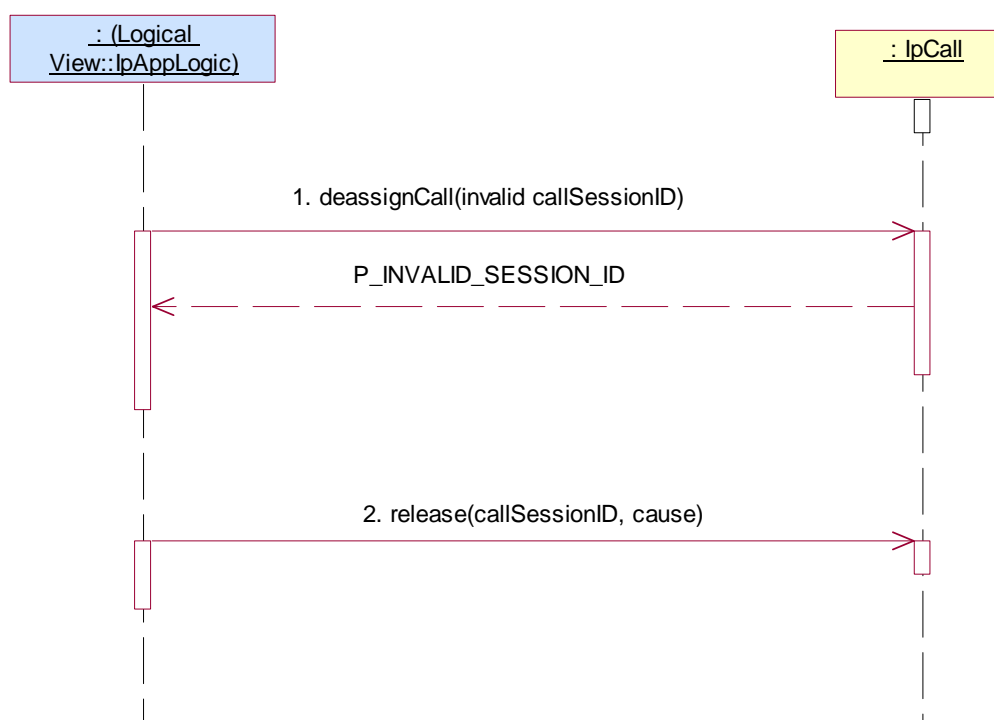 : (Logical
View::IpAppLogic)
: IpCall
1. deassignCall(invalid callSessionID)
P_INVALID_SESSION_ID
2. release(callSessionID, cause)